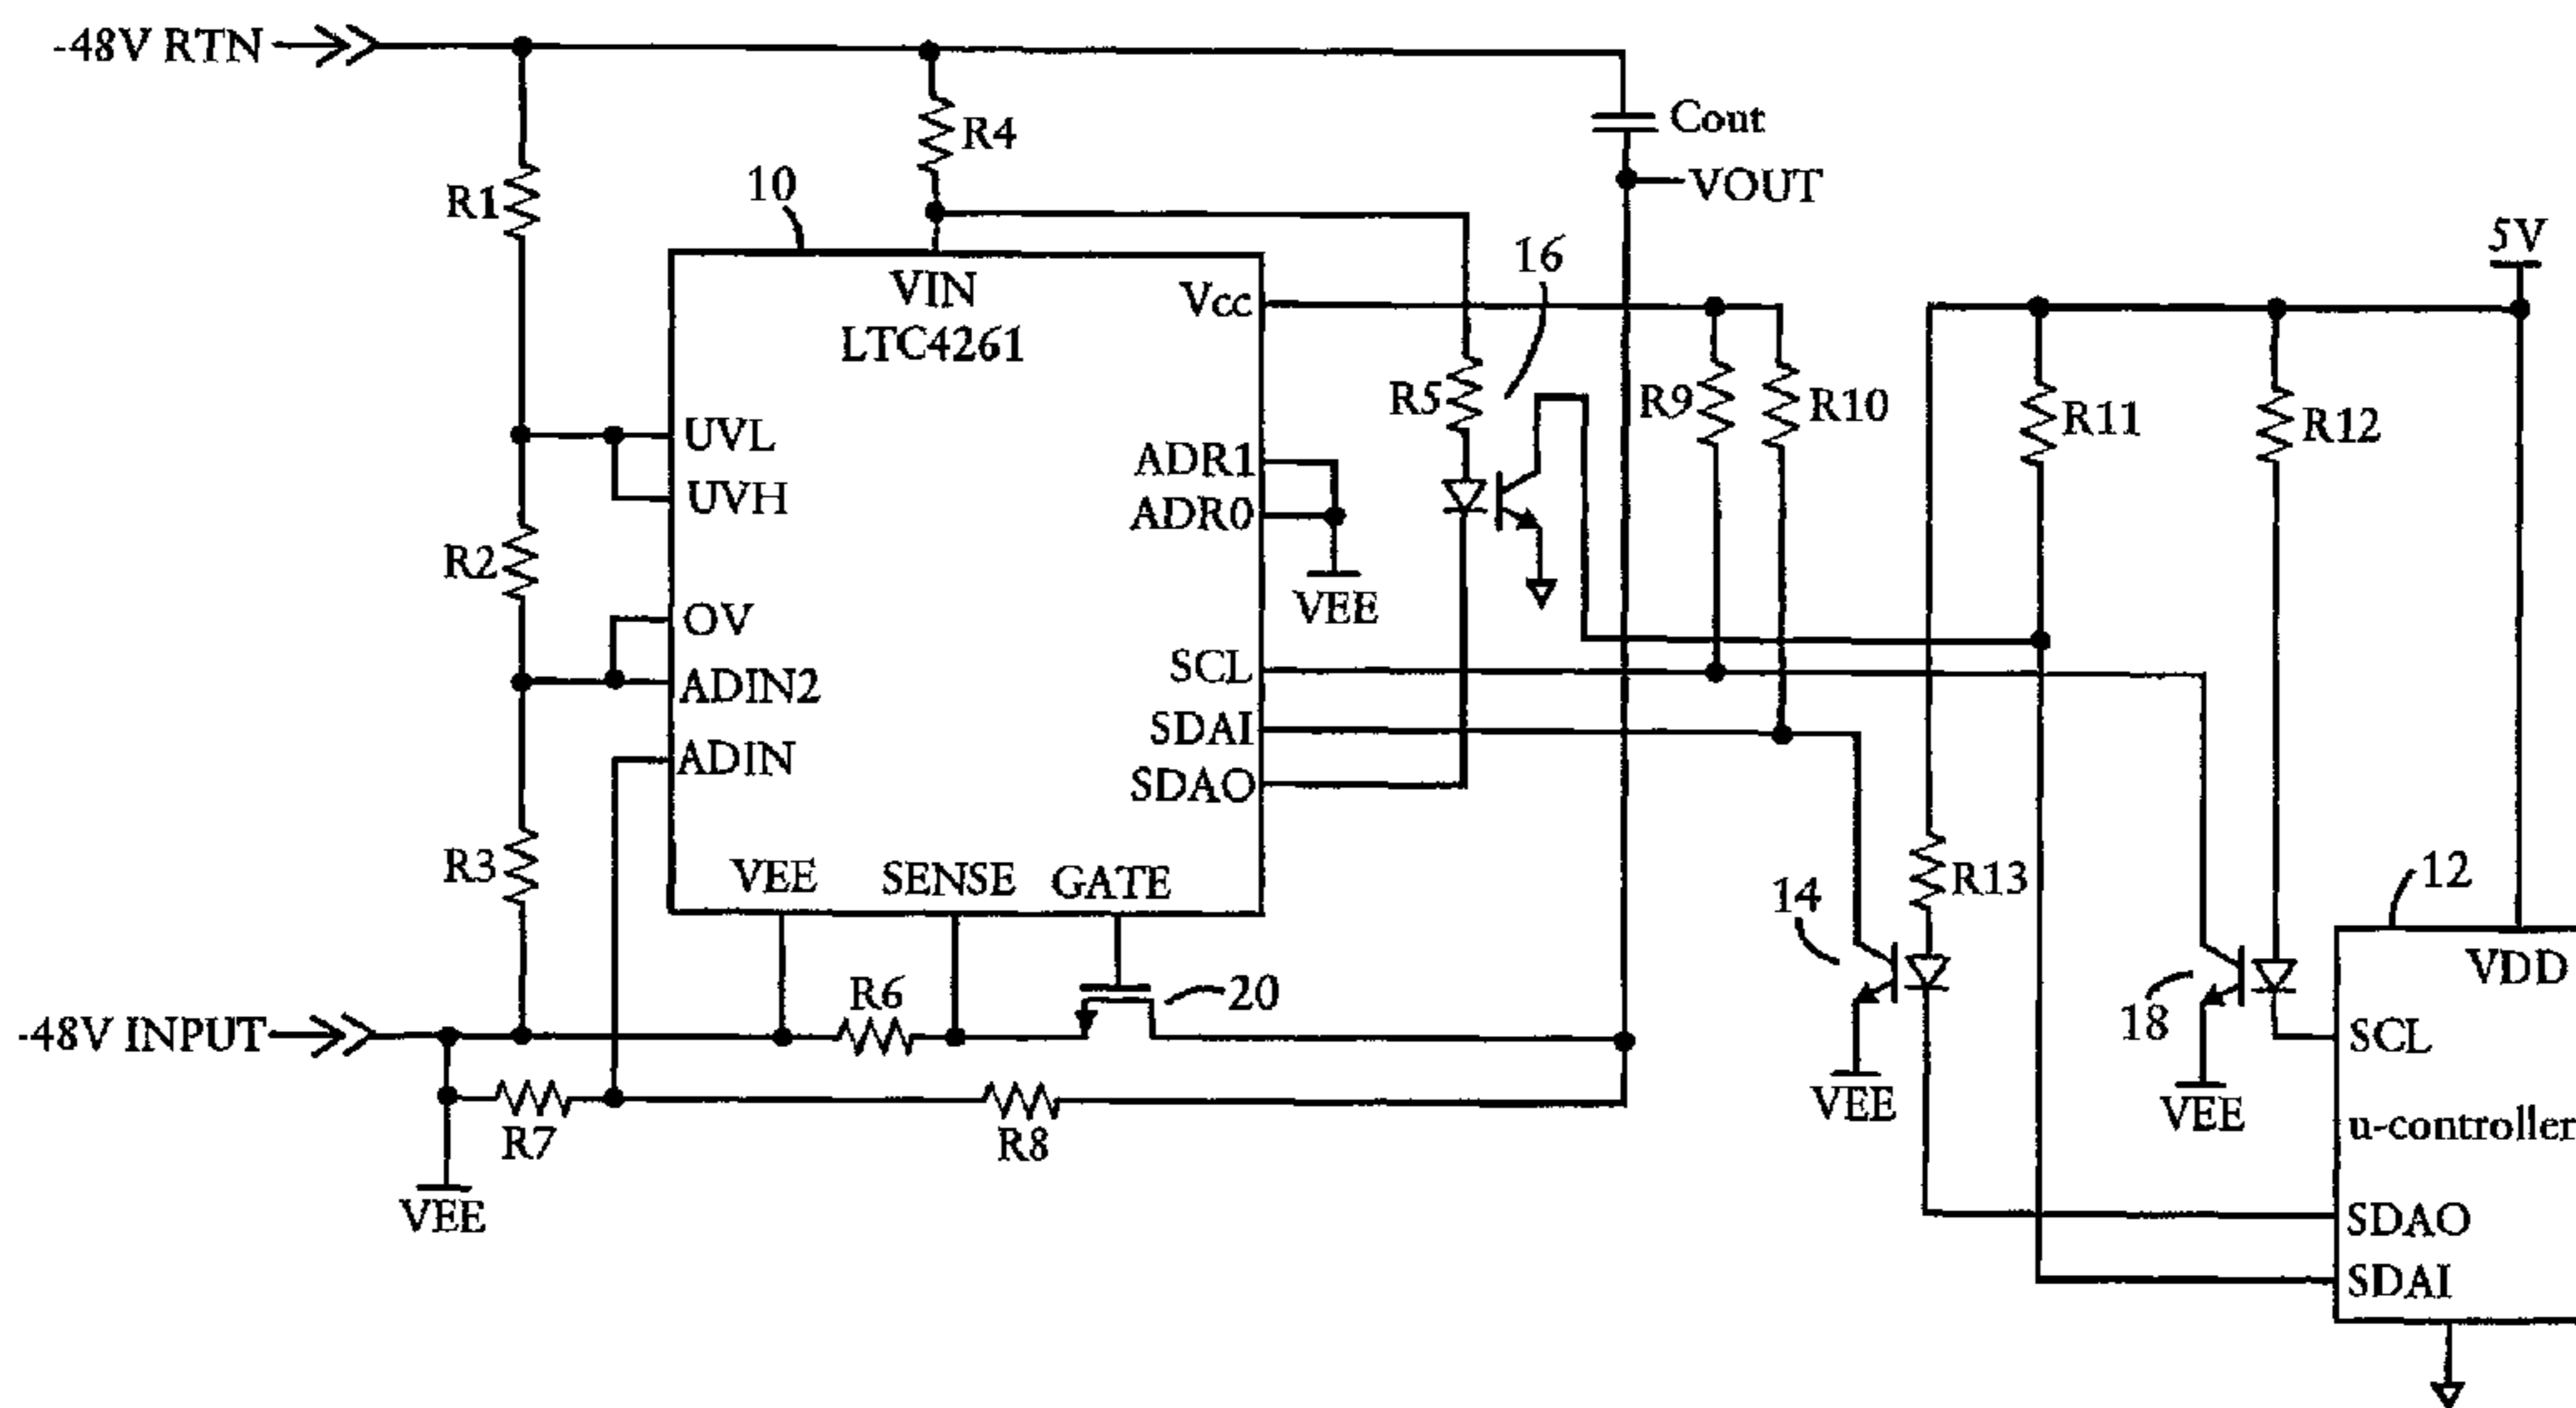 -48V RTN
R4
Cout
10
VOUT
R1
16
5V
VIN
Vcc
LTC4261
R5
R9
R10
R11
R12
UVL
ADR1
UVH
ADR0
R2
VEE
OV
SCL
ADIN2
SDAI
ADIN
SDAO
R3
VEE
SENSE
GATE
14
R13
12
VDD
R6
20
18
-48V INPUT
SCL
VEE
VEE
u-controller
R7
R8
VEE
SDAO
SDAI